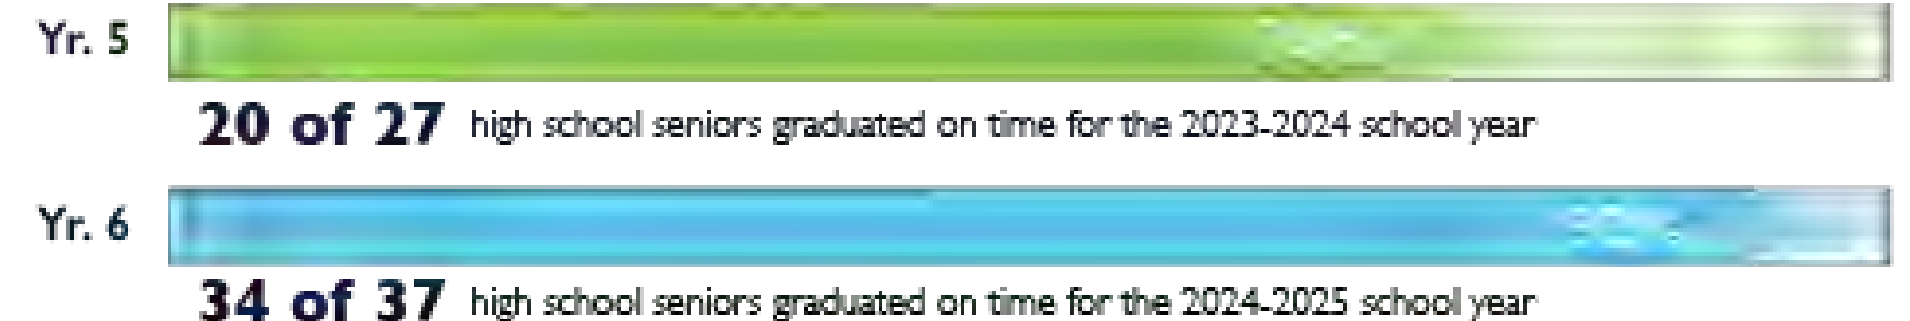 Yr. 5
20 of 27 high school seniors graduated on time for the 2023-2024 school year
Yr. 6
34 of 37 high school seniors graduated on time for the 2024-2025 school year